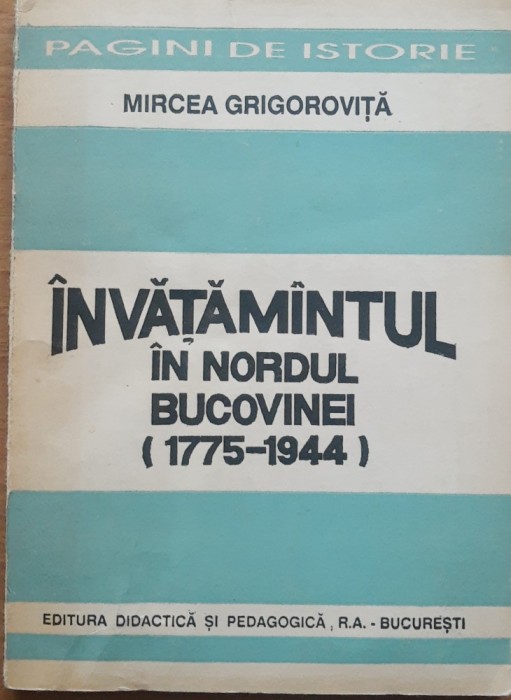 PAGINI DE ISTORIE
MIRCEA GRIGOROVIȚĂ
ÎNVĂȚĂMÎNTUL
ÎN NORDUL
BUCOVINEI
( 1775-1944 )
EDITURA DIDACTICĂ ȘI PEDAGOGICĂ, R.A. - BUCUREȘTI